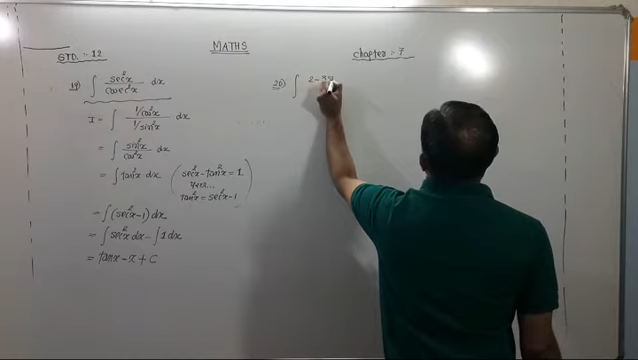 MATHS
STD. :- 12
chapter :- 7
19) ∫ sec²x / cosec²x dx
I = ∫ 1/cos²x / 1/sin²x dx
= ∫ sin²x / cos²x dx
= ∫ tan²x dx
( sec²x - tan²x = 1
tan²x = sec²x - 1 )
= ∫ (sec²x - 1) dx
= ∫ sec²x dx - ∫ 1 dx
= tanx - x + C
20) ∫ 2 - 3